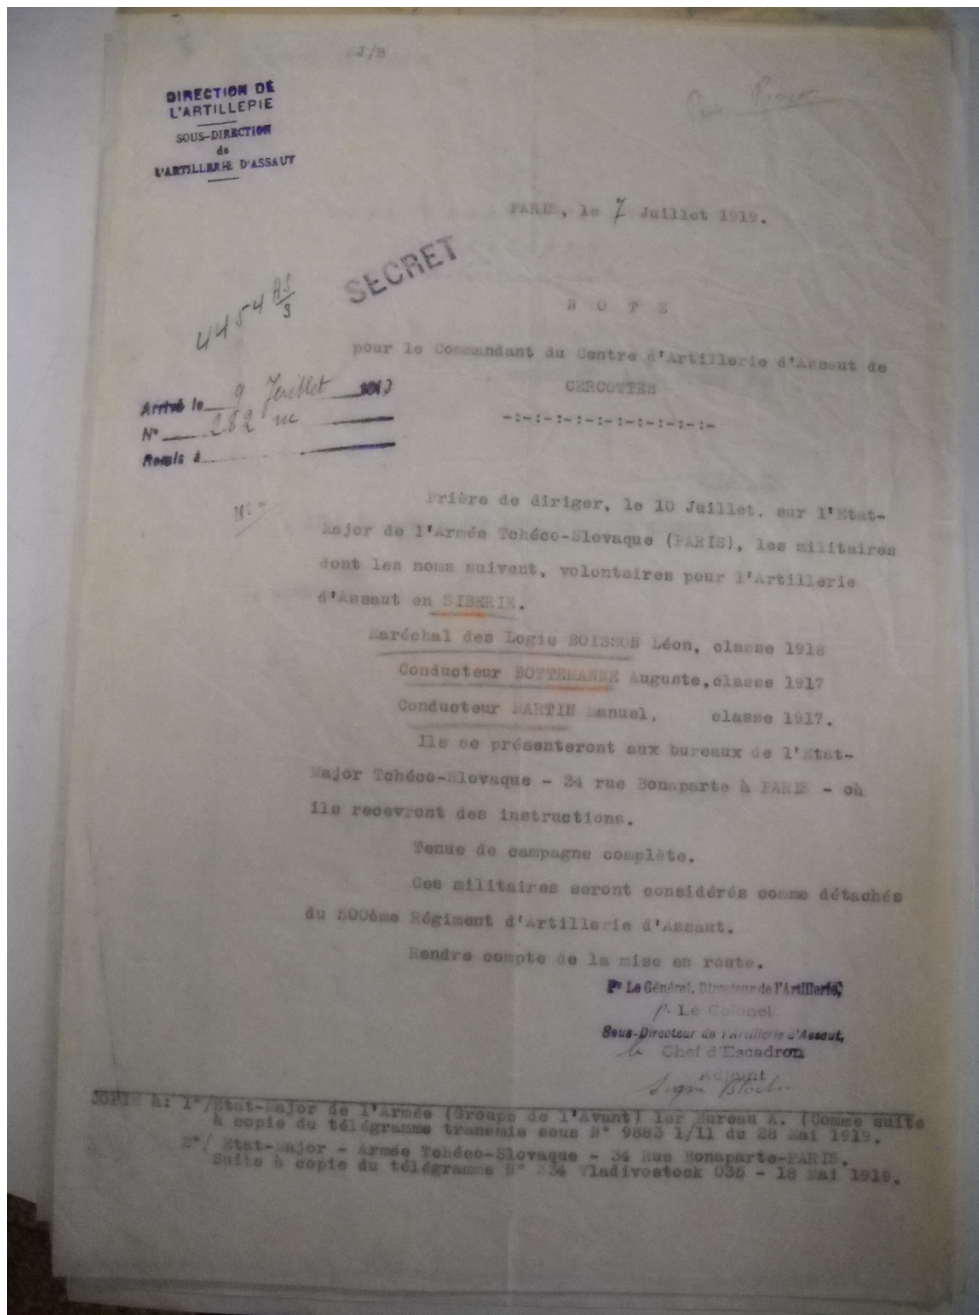 J/B
DIRECTION DE
L'ARTILLERIE
SOUS-DIRECTION
de
L'ARTILLERIE D'ASSAUT
PARIS, le 7 Juillet 1919.
SECRET
4454 AS/3
N O T E
pour le Commandant du Centre d'Artillerie d'Assaut de
CERCOTTES
-:-:-:-:-:-:-:-:-:-:-
Arrivé le 9 Juillet 191
N° 282
Remis à
Prière de diriger, le 10 Juillet, sur l'Etat-
Major de l'Armée Tchéco-Slovaque (PARIS), les militaires
dont les noms suivent, volontaires pour l'Artillerie
d'Assaut en SIBERIE.
Maréchal des Logis BOISSON Léon, classe 1918
Conducteur BOTTEMANNE Auguste, classe 1917
Conducteur MARTIN Manuel, classe 1917.
Ils se présenteront aux bureaux de l'Etat-
Major Tchéco-Slovaque - 34 rue Bonaparte à PARIS - où
ils recevront des instructions.
Tenue de campagne complète.
Ces militaires seront considérés comme détachés
du 500ème Régiment d'Artillerie d'Assaut.
Rendre compte de la mise en route.
Pr Le Général, Directeur de l'Artillerie,
p. Le Colonel
Sous-Directeur de l'Artillerie d'Assaut,
le Chef d'Escadron
Adjoint
Signé
COPIE à: 1°/Etat-Major de l'Armée (Groupe de l'Avant) 1er Bureau A. (Comme suite
à copie du télégramme transmis sous N° 9883 1/11 du 28 Mai 1919.
2°/ Etat-Major - Armée Tchéco-Slovaque - 34 Rue Bonaparte-PARIS.
Suite à copie du télégramme N° 334 Vladivostock 035 - 18 Mai 1919.